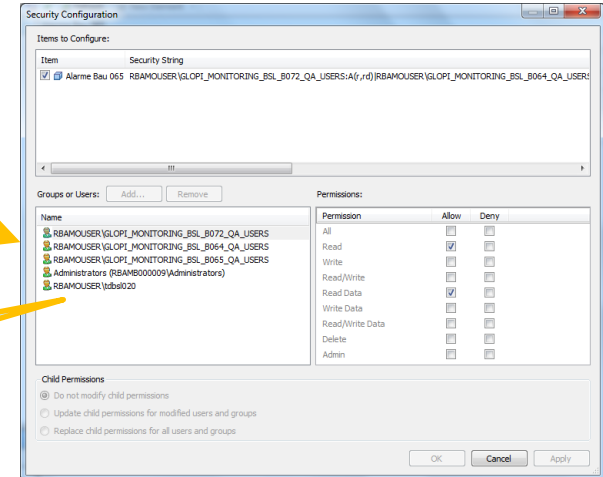 Security Configuration
Items to Configure:
Item Security String
Alarme Bau 065 RBAMOUSER\GLOPI_MONITORING_BSL_B072_QA_USERS:A(r,rd)|RBAMOUSER\GLOPI_MONITORING_BSL_B064_QA_USERS
Groups or Users: Add... Remove Permissions:
Name Permission Allow Deny
RBAMOUSER\GLOPI_MONITORING_BSL_B072_QA_USERS All
RBAMOUSER\GLOPI_MONITORING_BSL_B064_QA_USERS Read
RBAMOUSER\GLOPI_MONITORING_BSL_B065_QA_USERS Write
Administrators (RBAMB000009\Administrators) Read/Write
RBAMOUSER\tdbsl020 Read Data
Write Data
Read/Write Data
Delete
Admin
Child Permissions
Do not modify child permissions
Update child permissions for modified users and groups
Replace child permissions for all users and groups
OK Cancel Apply